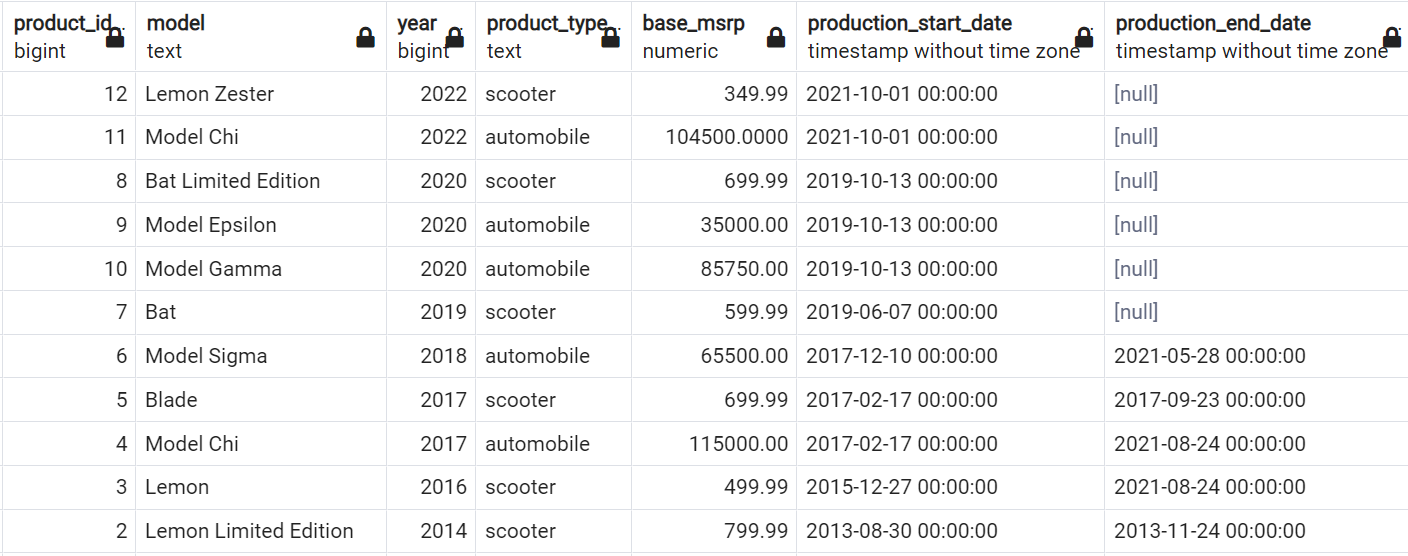 product_id model year product_type base_msrp production_start_date production_end_date
bigint text bigint text numeric timestamp without time zone timestamp without time zone
12 Lemon Zester 2022 scooter 349.99 2021-10-01 00:00:00 [null]
11 Model Chi 2022 automobile 104500.0000 2021-10-01 00:00:00 [null]
8 Bat Limited Edition 2020 scooter 699.99 2019-10-13 00:00:00 [null]
9 Model Epsilon 2020 automobile 35000.00 2019-10-13 00:00:00 [null]
10 Model Gamma 2020 automobile 85750.00 2019-10-13 00:00:00 [null]
7 Bat 2019 scooter 599.99 2019-06-07 00:00:00 [null]
6 Model Sigma 2018 automobile 65500.00 2017-12-10 00:00:00 2021-05-28 00:00:00
5 Blade 2017 scooter 699.99 2017-02-17 00:00:00 2017-09-23 00:00:00
4 Model Chi 2017 automobile 115000.00 2017-02-17 00:00:00 2021-08-24 00:00:00
3 Lemon 2016 scooter 499.99 2015-12-27 00:00:00 2021-08-24 00:00:00
2 Lemon Limited Edition 2014 scooter 799.99 2013-08-30 00:00:00 2013-11-24 00:00:00